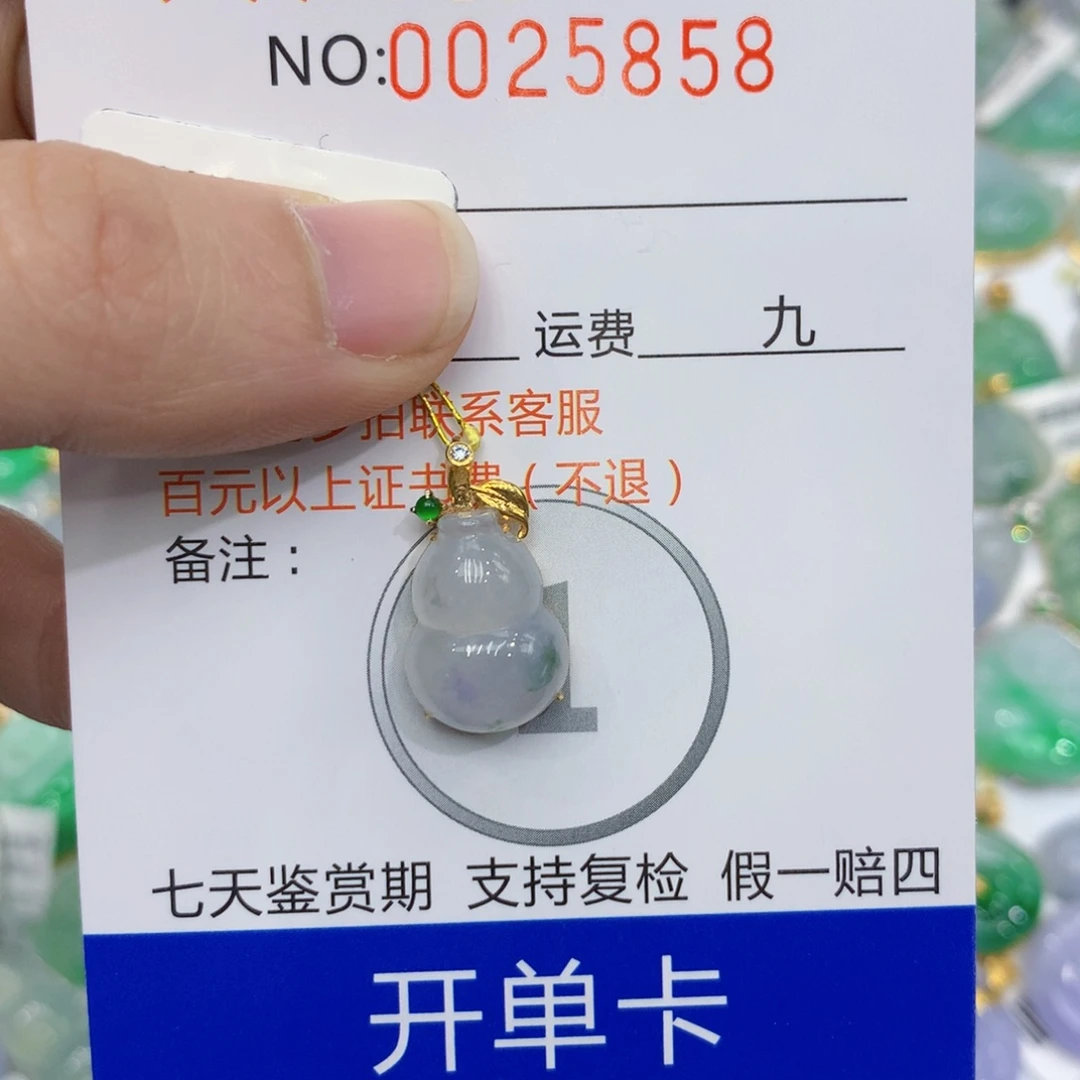 NO:0025858
运费 九
拍联系客服
百元以上证书费（不退）
备注：
1
七天鉴赏期 支持复检 假一赔四
开单卡